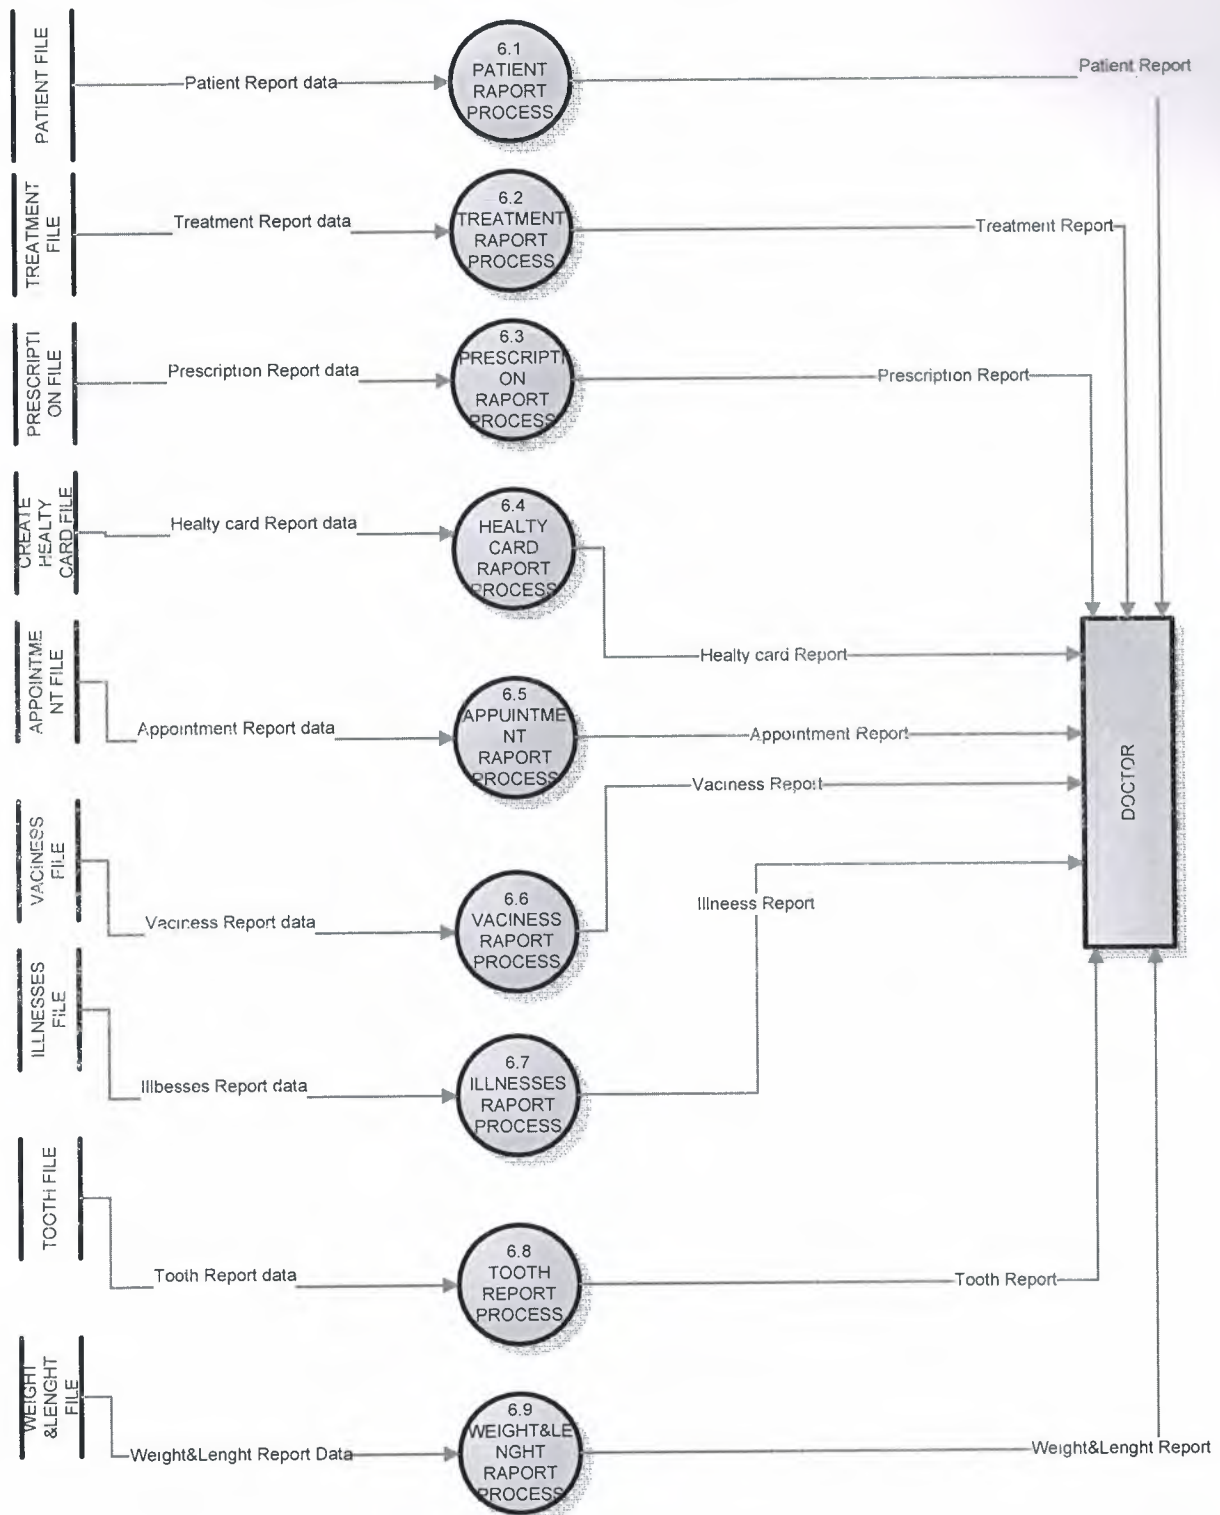 PATIENT FILE
Patient Report data
6.1
PATIENT
RAPORT
PROCESS
Patient Report
TREATMENT
FILE
Treatment Report data
6.2
TREATMENT
RAPORT
PROCESS
Treatment Report
PRESCRIPTI
ON FILE
Prescription Report data
6.3
PRESCRIPTI
ON
RAPORT
PROCESS
Prescription Report
CREATE
HEALTY
CARD FILE
Healty card Report data
6.4
HEALTY
CARD
RAPORT
PROCESS
Healty card Report
APPOINTME
NT FILE
Appointment Report data
6.5
APPUINTME
NT
RAPORT
PROCESS
Appointment Report
DOCTOR
VACINESS
FILE
Vaciness Report data
6.6
VACINESS
RAPORT
PROCESS
Vaciness Report
ILLNESSES
FILE
Illbesses Report data
6.7
ILLNESSES
RAPORT
PROCESS
Illneess Report
TOOTH FILE
Tooth Report data
6.8
TOOTH
REPORT
PROCESS
Tooth Report
WEIGHT
&LENGHT
FILE
Weight&Lenght Report Data
6.9
WEIGHT&LE
NGHT
RAPORT
PROCESS
Weight&Lenght Report